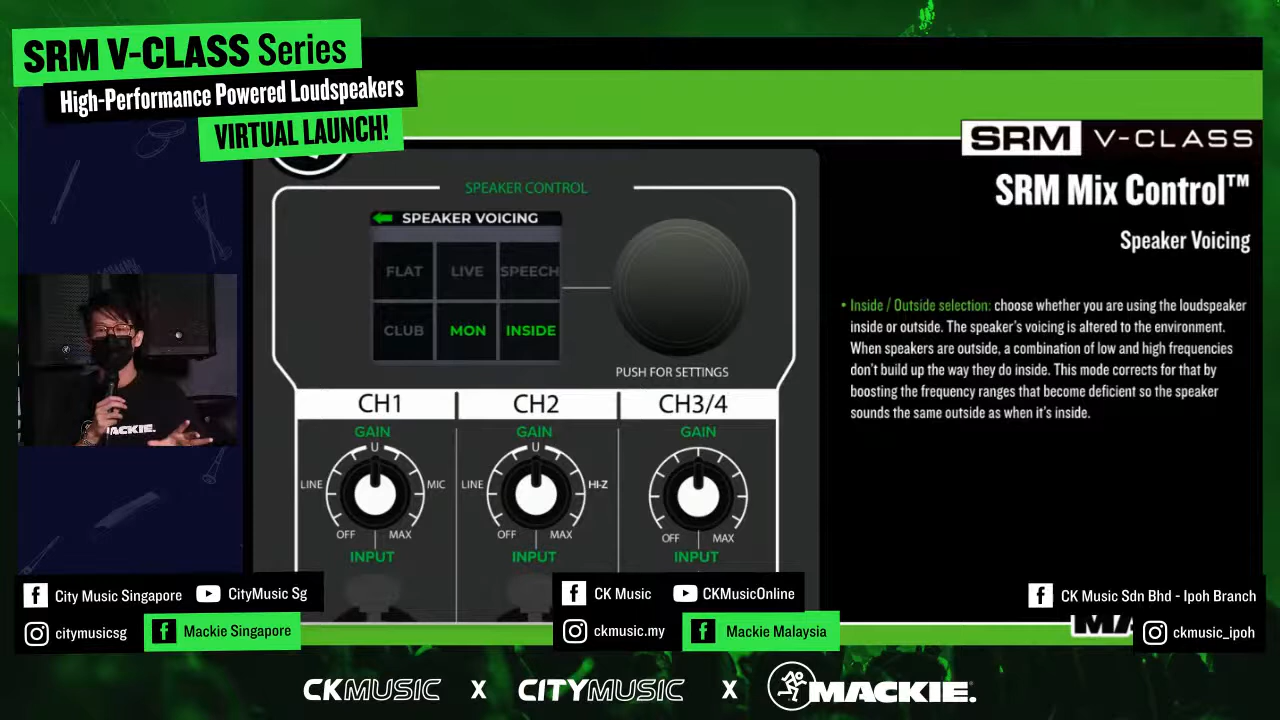 SRM V-CLASS Series
High-Performance Powered Loudspeakers
VIRTUAL LAUNCH!
SRM V-CLASS
SRM Mix Control™
Speaker Voicing
• Inside / Outside selection: choose whether you are using the loudspeaker
inside or outside. The speaker's voicing is altered to the environment.
When speakers are outside, a combination of low and high frequencies
don't build up the way they do inside. This mode corrects for that by
boosting the frequency ranges that become deficient so the speaker
sounds the same outside as when it's inside.
SPEAKER CONTROL
SPEAKER VOICING
FLAT LIVE SPEECH
CLUB MON INSIDE
PUSH FOR SETTINGS
CH1 CH2 CH3/4
GAIN GAIN GAIN
U U
LINE MIC LINE HI-Z
OFF MAX OFF MAX OFF MAX
INPUT INPUT INPUT
MACKIE.
City Music Singapore CityMusic Sg
citymusicsg Mackie Singapore
CK Music CKMusicOnline
ckmusic.my Mackie Malaysia
CK Music Sdn Bhd - Ipoh Branch
ckmusic_ipoh
CKMUSIC X CITYMUSIC X MACKIE.